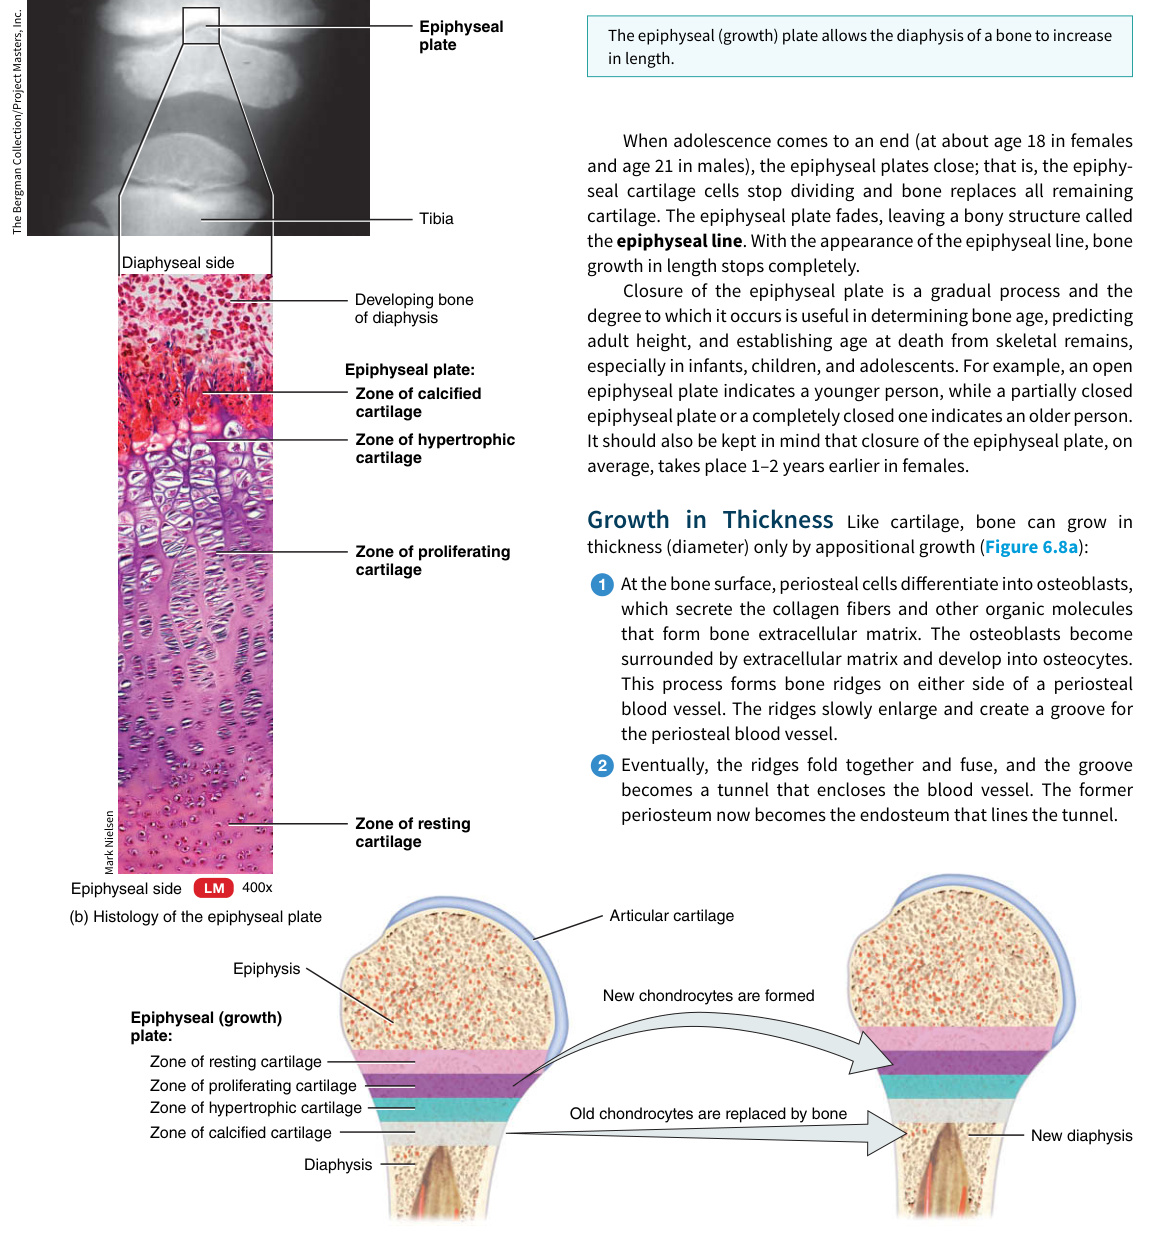 The Bergman Collection/Project Masters, Inc.
Epiphyseal
plate
Tibia
Diaphyseal side
Developing bone
of diaphysis
Epiphyseal plate:
Zone of calcified
cartilage
Zone of hypertrophic
cartilage
Zone of proliferating
cartilage
Zone of resting
cartilage
Mark Nielsen
Epiphyseal side LM 400x
(b) Histology of the epiphyseal plate
The epiphyseal (growth) plate allows the diaphysis of a bone to increase
in length.
When adolescence comes to an end (at about age 18 in females
and age 21 in males), the epiphyseal plates close; that is, the epiphy-
seal cartilage cells stop dividing and bone replaces all remaining
cartilage. The epiphyseal plate fades, leaving a bony structure called
the epiphyseal line. With the appearance of the epiphyseal line, bone
growth in length stops completely.
Closure of the epiphyseal plate is a gradual process and the
degree to which it occurs is useful in determining bone age, predicting
adult height, and establishing age at death from skeletal remains,
especially in infants, children, and adolescents. For example, an open
epiphyseal plate indicates a younger person, while a partially closed
epiphyseal plate or a completely closed one indicates an older person.
It should also be kept in mind that closure of the epiphyseal plate, on
average, takes place 1–2 years earlier in females.
Growth in Thickness Like cartilage, bone can grow in
thickness (diameter) only by appositional growth (Figure 6.8a):
1 At the bone surface, periosteal cells differentiate into osteoblasts,
which secrete the collagen fibers and other organic molecules
that form bone extracellular matrix. The osteoblasts become
surrounded by extracellular matrix and develop into osteocytes.
This process forms bone ridges on either side of a periosteal
blood vessel. The ridges slowly enlarge and create a groove for
the periosteal blood vessel.
2 Eventually, the ridges fold together and fuse, and the groove
becomes a tunnel that encloses the blood vessel. The former
periosteum now becomes the endosteum that lines the tunnel.
Articular cartilage
Epiphysis
New chondrocytes are formed
Epiphyseal (growth)
plate:
Zone of resting cartilage
Zone of proliferating cartilage
Zone of hypertrophic cartilage
Old chondrocytes are replaced by bone
Zone of calcified cartilage
New diaphysis
Diaphysis